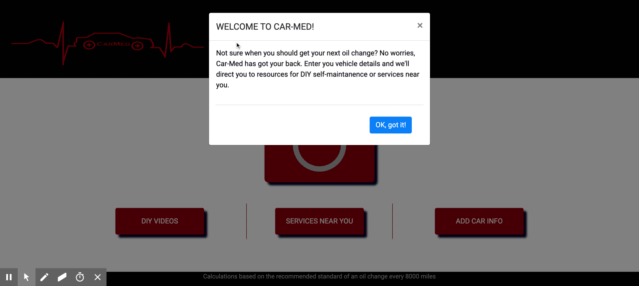 WELCOME TO CAR-MED!
×
Not sure when you should get your next oil change? No worries,
Car-Med has got your back. Enter you vehicle details and we'll
direct you to resources for DIY self-maintanence or services near
you.
OK, got it!
DIY VIDEOS
SERVICES NEAR YOU
ADD CAR INFO
Calculations based on the recommended standard of an oil change every 8000 miles